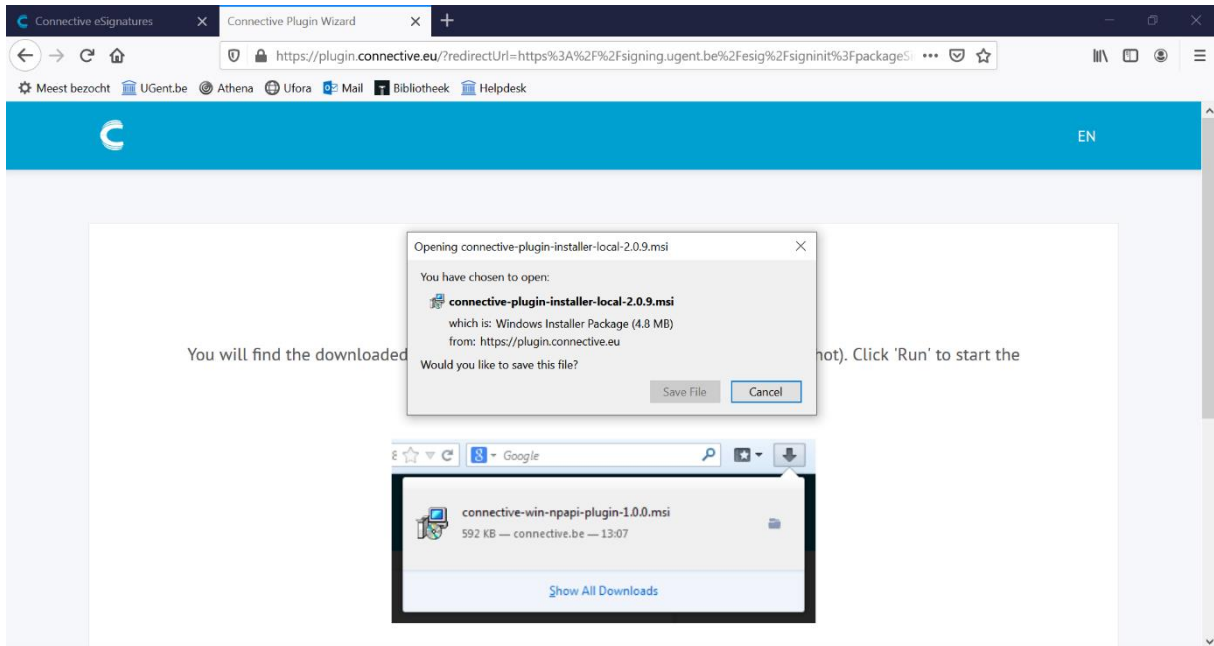 Connective eSignatures
Connective Plugin Wizard
https://plugin.connective.eu/?redirectUrl=https%3A%2F%2Fsigning.ugent.be%2Fesig%2Fsigninit%3FpackageS
Meest bezocht UGent.be Athena Ufora Mail Bibliotheek Helpdesk
EN
Opening connective-plugin-installer-local-2.0.9.msi
You have chosen to open:
connective-plugin-installer-local-2.0.9.msi
which is: Windows Installer Package (4.8 MB)
from: https://plugin.connective.eu
Would you like to save this file?
Save File Cancel
You will find the downloaded hot). Click 'Run' to start the
8 Google
connective-win-npapi-plugin-1.0.0.msi
592 KB — connective.be — 13:07
Show All Downloads